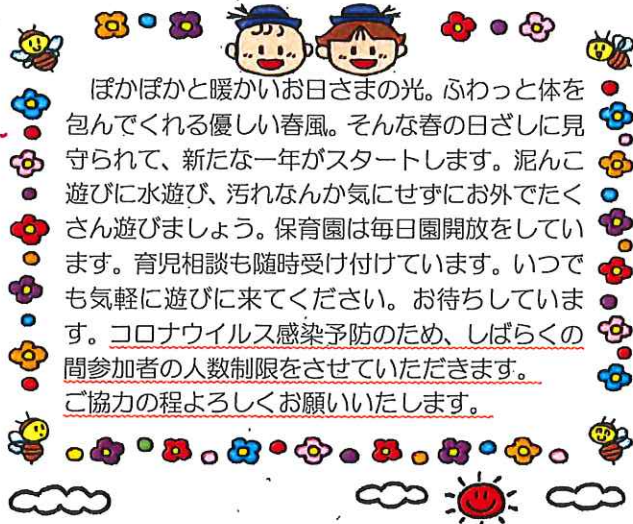 ぽかぽかと暖かいお日さまの光。ふわっと体を
包んでくれる優しい春風。そんな春の日ざしに見
守られて、新たな一年がスタートします。泥んこ
遊びに水遊び、汚れなんか気にせずにお外でたく
さん遊びましょう。保育園は毎日園開放をしてい
ます。育児相談も随時受け付けています。いつで
も気軽に遊びに来てください。お待ちしていま
す。コロナウイルス感染予防のため、しばらくの
間参加者の人数制限をさせていただきます。
ご協力の程よろしくお願いいたします。